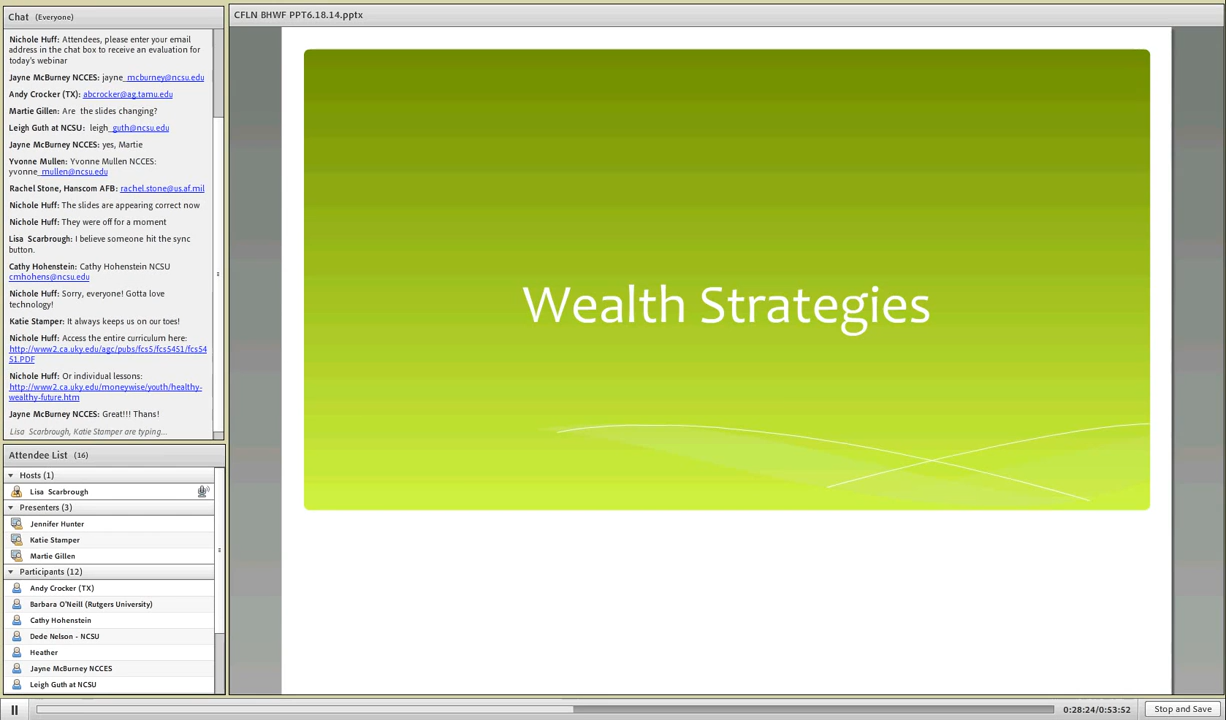 Chat (Everyone)
Nichole Huff: Attendees, please enter your email
address in the chat box to receive an evaluation for
today's webinar
Jayne McBurney NCCES: jayne_mcburney@ncsu.edu
Andy Crocker (TX): abcrocker@ag.tamu.edu
Martie Gillen: Are the slides changing?
Leigh Guth at NCSU: leigh_guth@ncsu.edu
Jayne McBurney NCCES: yes, Martie
Yvonne Mullen: Yvonne Mullen NCCES:
yvonne_mullen@ncsu.edu
Rachel Stone, Hanscom AFB: rachel.stone@us.af.mil
Nichole Huff: The slides are appearing correct now
Nichole Huff: They were off for a moment
Lisa Scarbrough: I believe someone hit the sync
button.
Cathy Hohenstein: Cathy Hohenstein NCSU
cmhohens@ncsu.edu
Nichole Huff: Sorry, everyone! Gotta love
technology!
Katie Stamper: It always keeps us on our toes!
Nichole Huff: Access the entire curriculum here:
http://www2.ca.uky.edu/agc/pubs/fcs5/fcs5451/fcs54
51.PDF
Nichole Huff: Or individual lessons:
http://www2.ca.uky.edu/moneywise/youth/healthy-
wealthy-future.htm
Jayne McBurney NCCES: Great!!! Thans!
Lisa Scarbrough, Katie Stamper are typing...
Attendee List (16)
Hosts (1)
Lisa Scarbrough
Presenters (3)
Jennifer Hunter
Katie Stamper
Martie Gillen
Participants (12)
Andy Crocker (TX)
Barbara O'Neill (Rutgers University)
Cathy Hohenstein
Dede Nelson - NCSU
Heather
Jayne McBurney NCCES
Leigh Guth at NCSU
CFLN BHWF PPT6.18.14.pptx
Wealth Strategies
0:28:24/0:53:52
Stop and Save